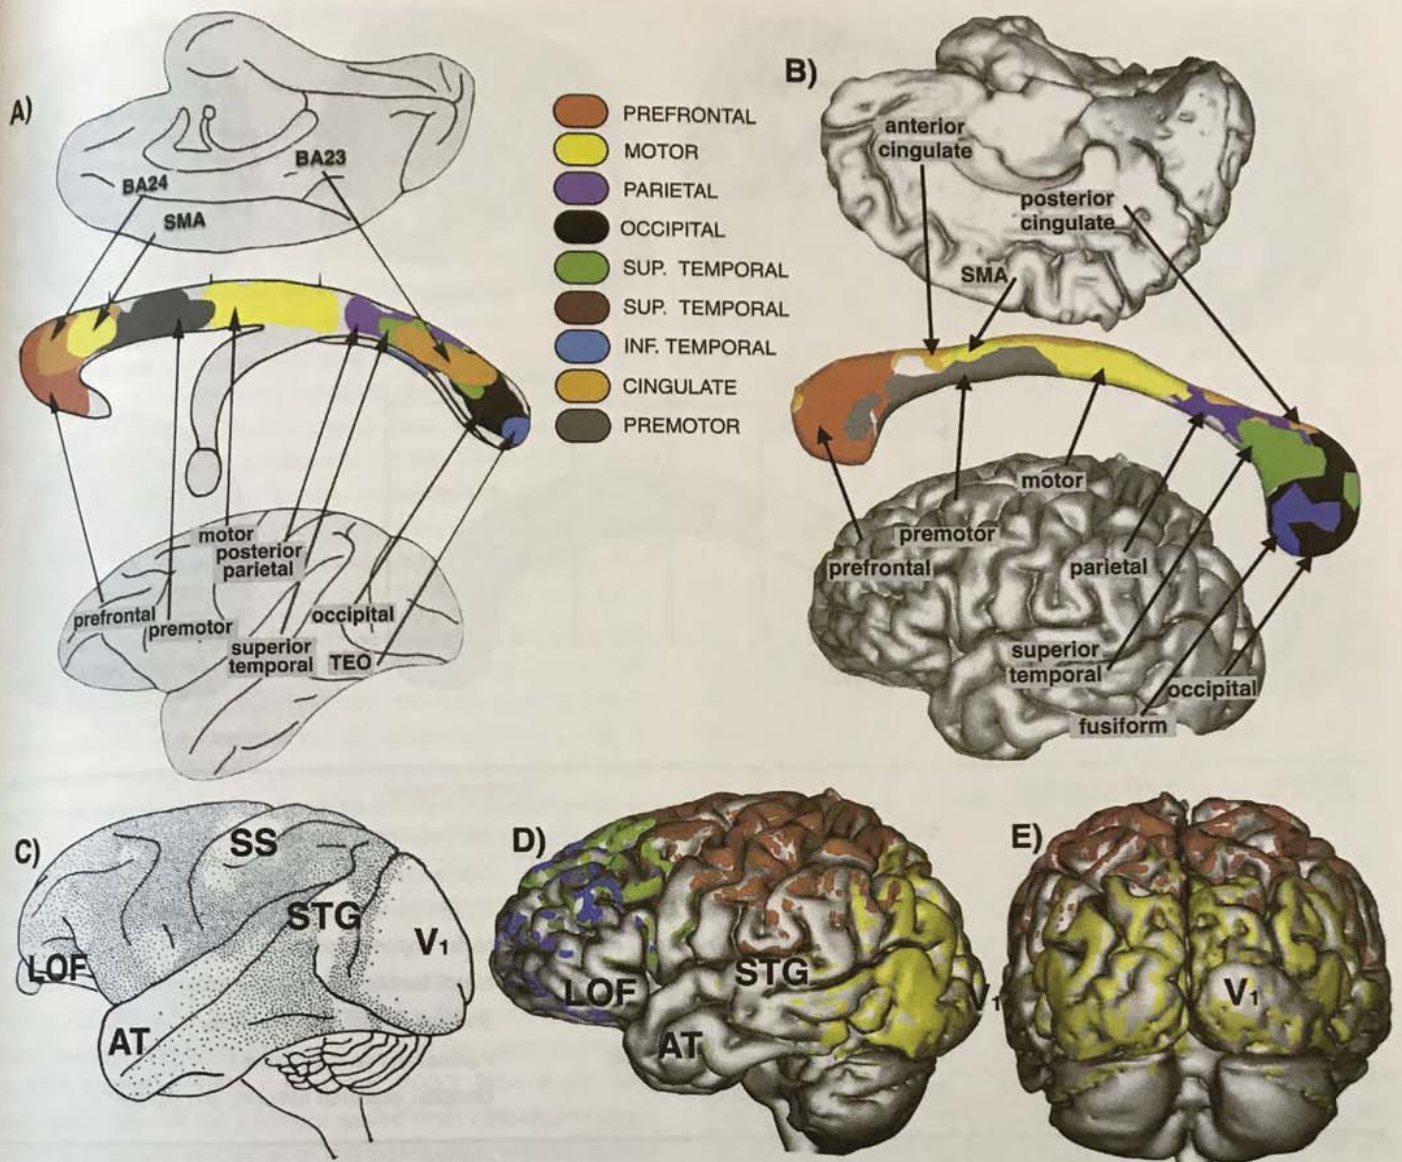 A)
BA24
BA23
SMA
prefrontal
premotor
motor
posterior
parietal
superior
temporal
occipital
TEO
PREFRONTAL
MOTOR
PARIETAL
OCCIPITAL
SUP. TEMPORAL
SUP. TEMPORAL
INF. TEMPORAL
CINGULATE
PREMOTOR
B)
anterior
cingulate
posterior
cingulate
SMA
motor
premotor
prefrontal
parietal
superior
temporal
occipital
fusiform
C)
SS
STG
V1
LOF
AT
D)
STG
LOF
AT
V1
E)
V1